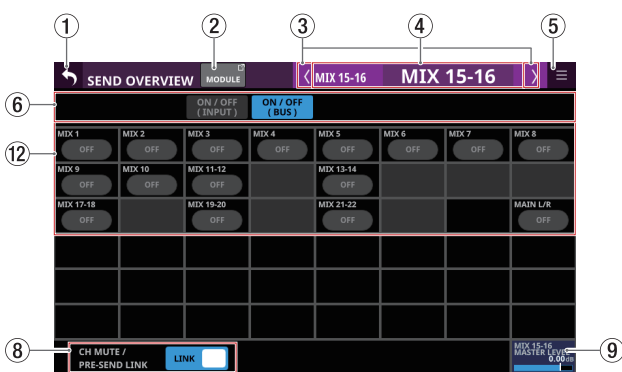 1 2 3 4 5
SEND OVERVIEW MODULE MIX 15-16 MIX 15-16
6
ON / OFF ON / OFF
( INPUT ) ( BUS )
12
MIX 1 MIX 2 MIX 3 MIX 4 MIX 5 MIX 6 MIX 7 MIX 8
OFF OFF OFF OFF OFF OFF OFF OFF
MIX 9 MIX 10 MIX 11-12 MIX 13-14
OFF OFF OFF OFF
MIX 17-18 MIX 19-20 MIX 21-22 MAIN L/R
OFF OFF OFF OFF
8 9
CH MUTE / LINK MIX 15-16
PRE-SEND LINK MASTER LEVEL
0.00dB